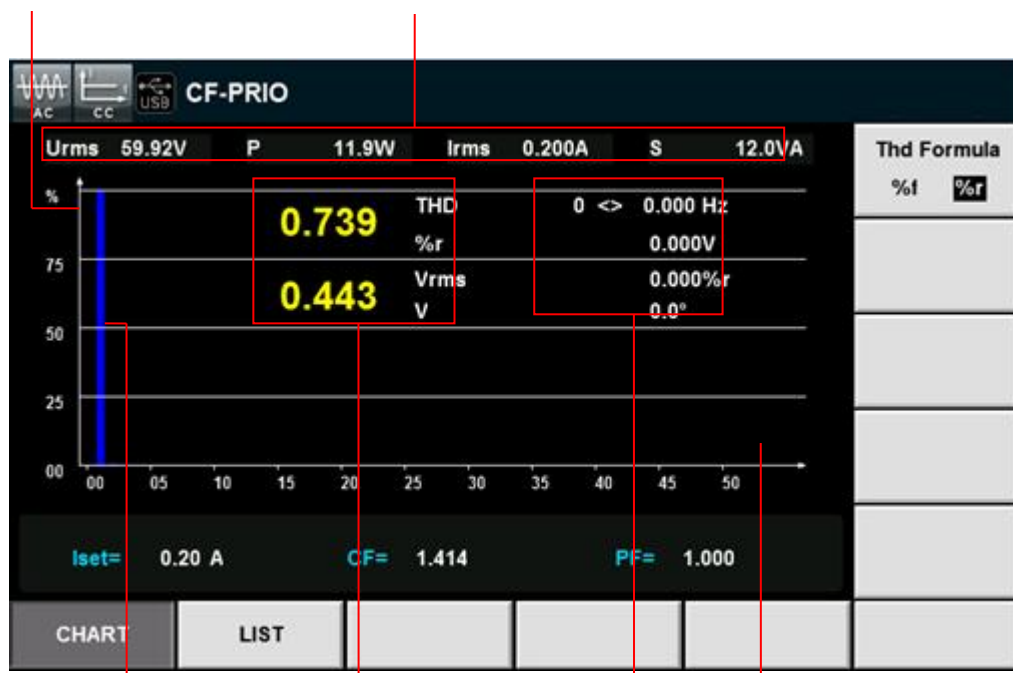 AC CC USB CF-PRIO
Urms 59.92V P 11.9W Irms 0.200A S 12.0VA
Thd Formula
%f %r
%
0.739 THD 0 <> 0.000 Hz
%r 0.000V
75
0.443 Vrms 0.000%r
V 0.0°
50
25
00
00 05 10 15 20 25 30 35 40 45 50
Iset= 0.20 A CF= 1.414 PF= 1.000
CHART LIST